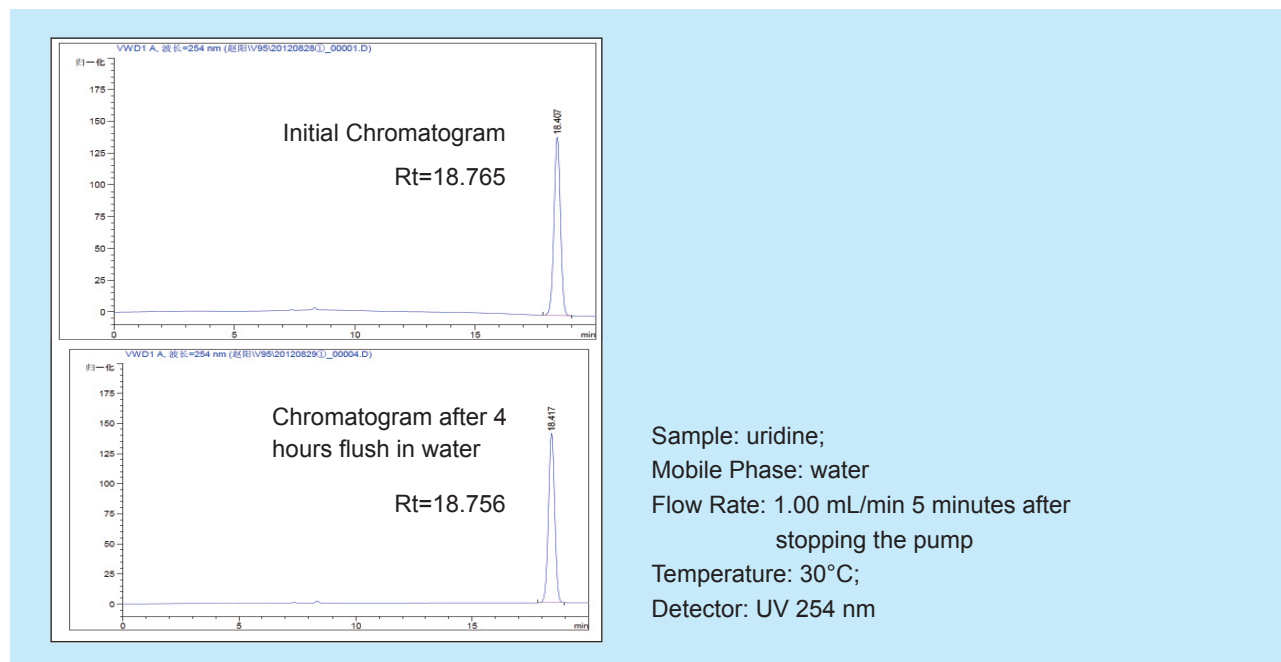 VWD1 A, 波长=254 nm (赵阳\V95\20120828①_00001.D)
归一化
175
150
125
100
75
50
25
0
18.407
Initial Chromatogram
Rt=18.765
0 5 10 15 min
VWD1 A, 波长=254 nm (赵阳\V95\20120829①_00004.D)
归一化
175
150
125
100
75
50
25
0
18.417
Chromatogram after 4
hours flush in water
Rt=18.756
0 5 10 15 min
Sample: uridine;
Mobile Phase: water
Flow Rate: 1.00 mL/min 5 minutes after
stopping the pump
Temperature: 30°C;
Detector: UV 254 nm